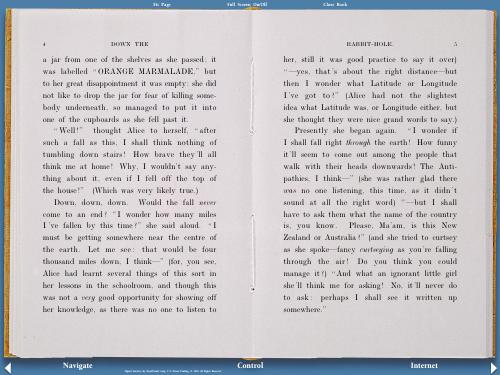 Fit Page
Full Screen On/Off
Close Book
4 DOWN THE
a jar from one of the shelves as she passed; it
was labelled "ORANGE MARMALADE," but
to her great disappointment it was empty: she did
not like to drop the jar for fear of killing some-
body underneath, so managed to put it into
one of the cupboards as she fell past it.
"Well!" thought Alice to herself, "after
such a fall as this, I shall think nothing of
tumbling down stairs! How brave they'll all
think me at home! Why, I wouldn't say any-
thing about it, even if I fell off the top of
the house!" (Which was very likely true.)
Down, down, down. Would the fall never
come to an end? "I wonder how many miles
I've fallen by this time?" she said aloud. "I
must be getting somewhere near the centre of
the earth. Let me see: that would be four
thousand miles down, I think—" (for, you see,
Alice had learnt several things of this sort in
her lessons in the schoolroom, and though this
was not a very good opportunity for showing off
her knowledge, as there was no one to listen to
RABBIT-HOLE. 5
her, still it was good practice to say it over)
"—yes, that's about the right distance—but
then I wonder what Latitude or Longitude
I've got to?" (Alice had not the slightest
idea what Latitude was, or Longitude either, but
she thought they were nice grand words to say.)
Presently she began again. "I wonder if
I shall fall right through the earth! How funny
it'll seem to come out among the people that
walk with their heads downwards! The Anti-
pathies, I think—" (she was rather glad there
was no one listening, this time, as it didn't
sound at all the right word) "—but I shall
have to ask them what the name of the country
is, you know. Please, Ma'am, is this New
Zealand or Australia?" (and she tried to curtsey
as she spoke—fancy curtseying as you're falling
through the air! Do you think you could
manage it?) "And what an ignorant little girl
she'll think me for asking! No, it'll never do
to ask: perhaps I shall see it written up
somewhere."
Navigate
Control
Internet